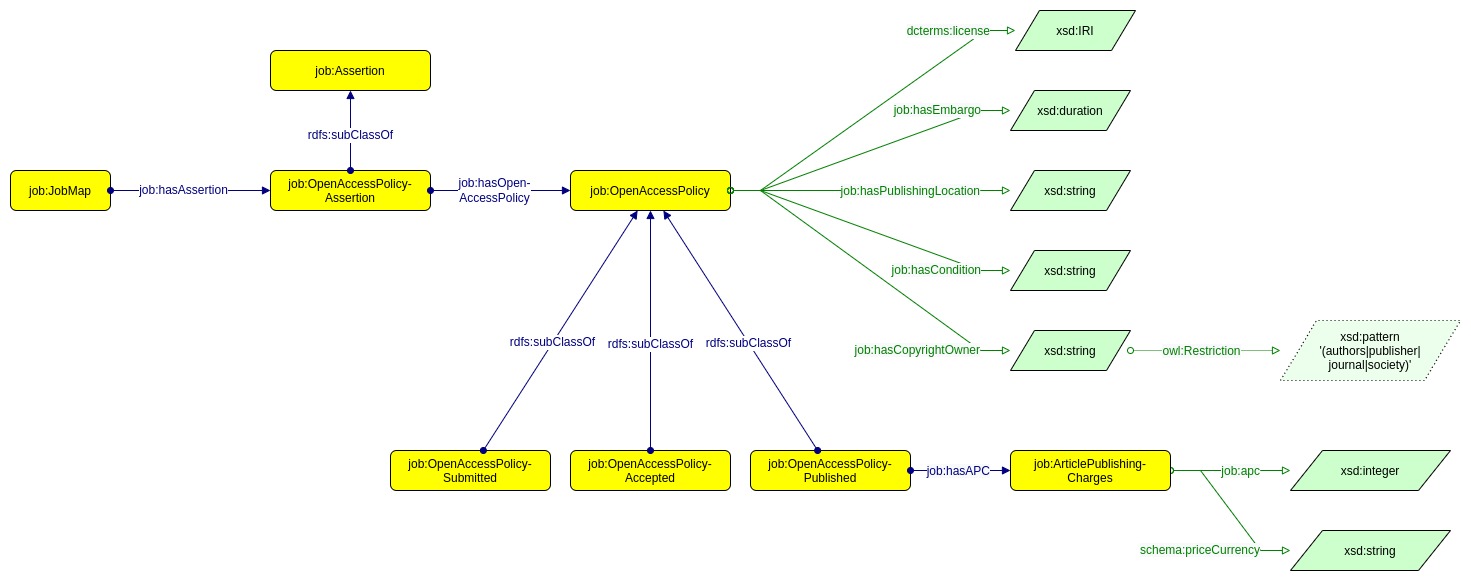 dcterms:license
xsd:IRI
job:Assertion
job:hasEmbargo
xsd:duration
rdfs:subClassOf
job:JobMap
job:hasAssertion
job:OpenAccessPolicy-
Assertion
job:hasOpen-
AccessPolicy
job:OpenAccessPolicy
job:hasPublishingLocation
xsd:string
job:hasCondition
xsd:string
rdfs:subClassOf
rdfs:subClassOf
rdfs:subClassOf
job:hasCopyrightOwner
xsd:string
owl:Restriction
xsd:pattern
'(authors|publisher|
journal|society)'
job:OpenAccessPolicy-
Submitted
job:OpenAccessPolicy-
Accepted
job:OpenAccessPolicy-
Published
job:hasAPC
job:ArticlePublishing-
Charges
job:apc
xsd:integer
schema:priceCurrency
xsd:string